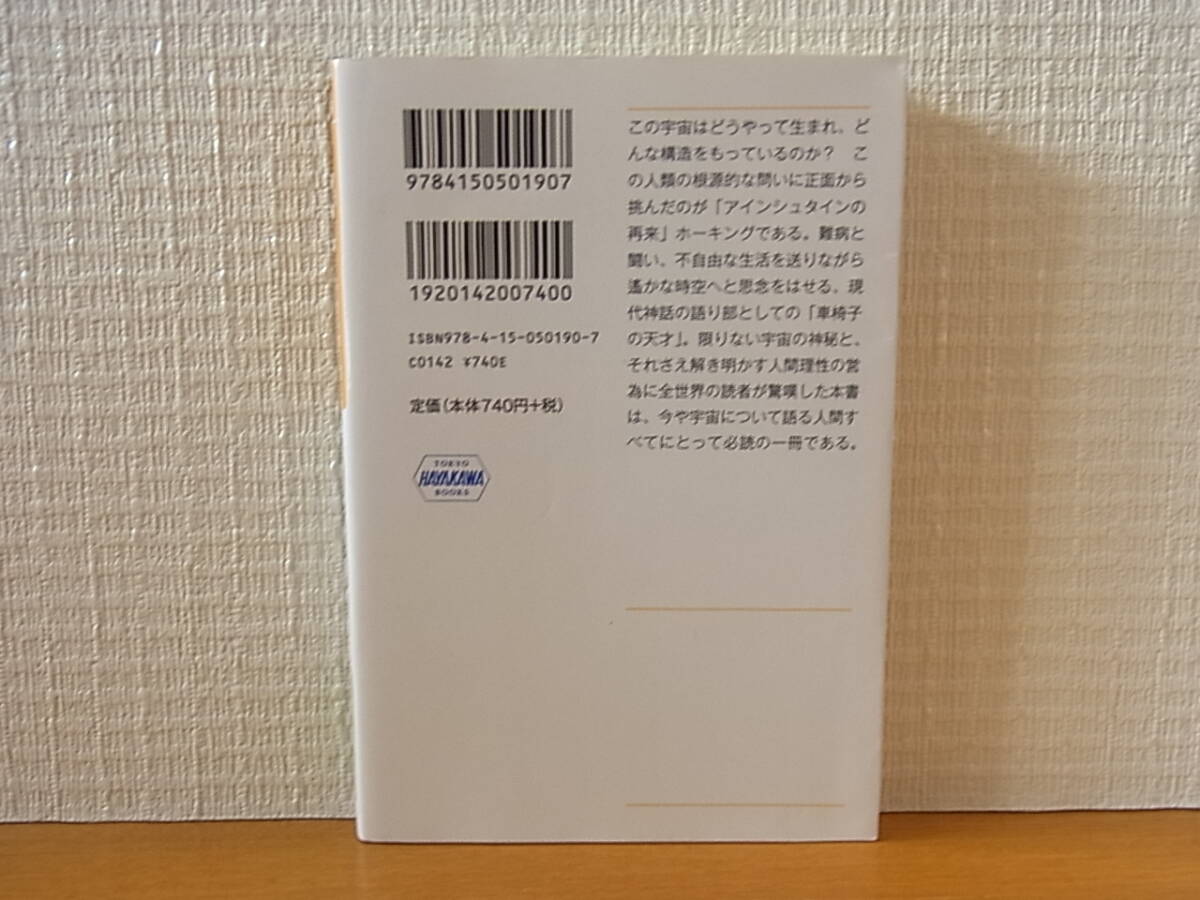 9784150501907
1920142007400
ISBN978-4-15-050190-7
C0142 ¥740E
定価(本体740円+税)
TOKYO
HAYAKAWA
BOOKS
この宇宙はどうやって生まれ、ど
んな構造をもっているのか？ こ
の人類の根源的な問いに正面から
挑んだのが「アインシュタインの
再来」ホーキングである。難病と
闘い、不自由な生活を送りながら
遙かな時空へと思念をはせる、現
代神話の語り部としての「車椅子
の天才」。限りない宇宙の神秘と、
それさえ解き明かす人間理性の営
為に全世界の読者が驚嘆した本書
は、今や宇宙について語る人間す
べてにとって必読の一冊である。